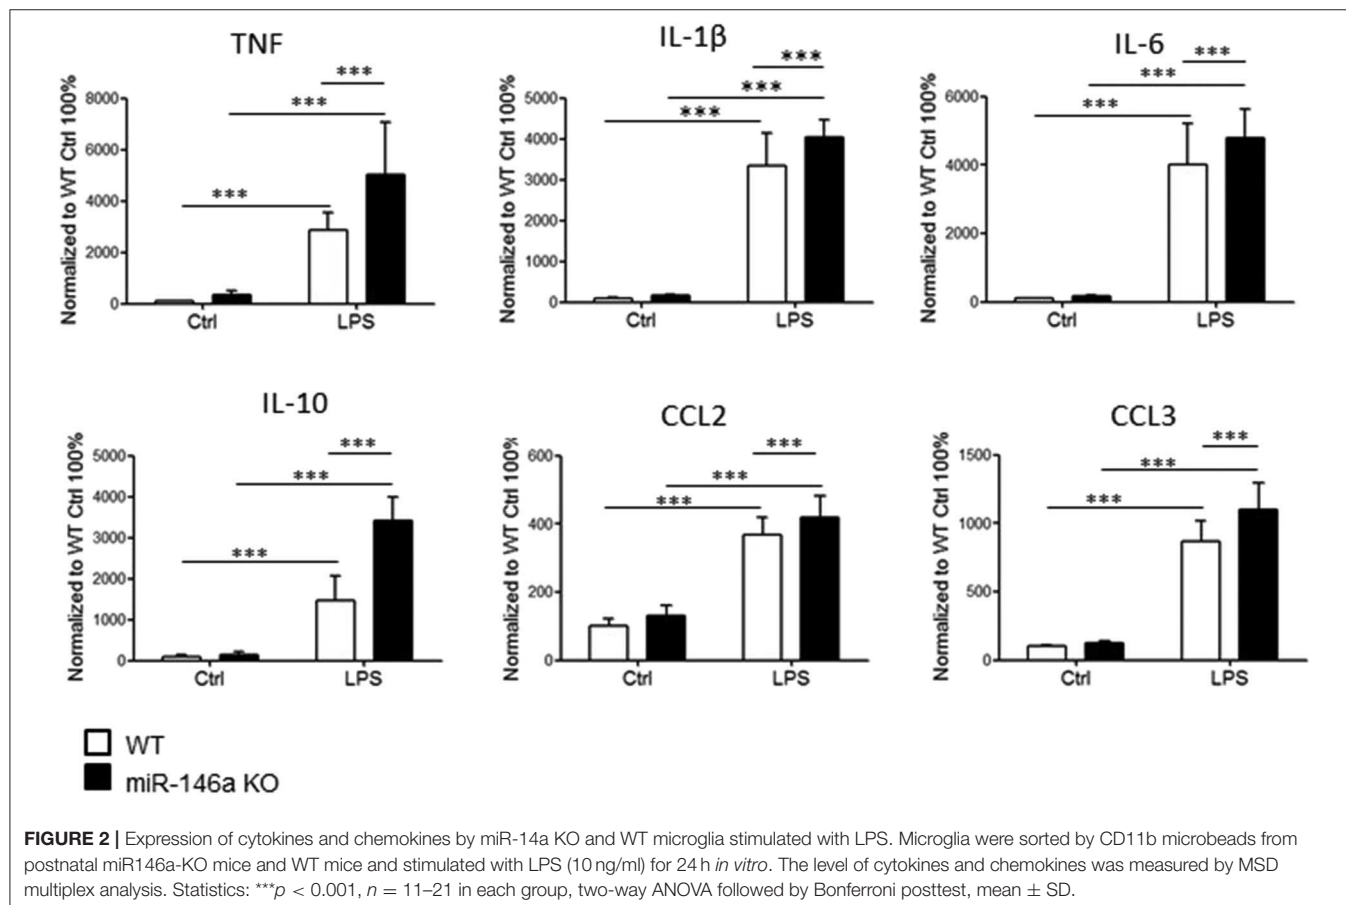 TNF
***
***
***
Normalized to WT Ctrl 100%
8000
6000
4000
2000
0
Ctrl
LPS
IL-1β
***
***
***
Normalized to WT Ctrl 100%
5000
4000
3000
2000
1000
0
Ctrl
LPS
IL-6
***
***
***
Normalized to WT Ctrl 100%
6000
4000
2000
0
Ctrl
LPS
IL-10
***
***
***
Normalized to WT Ctrl 100%
5000
4000
3000
2000
1000
0
Ctrl
LPS
CCL2
***
***
***
Normalized to WT Ctrl 100%
600
400
200
0
Ctrl
LPS
CCL3
***
***
***
Normalized to WT Ctrl 100%
1500
1000
500
0
Ctrl
LPS
WT
miR-146a KO
FIGURE 2 | Expression of cytokines and chemokines by miR-14a KO and WT microglia stimulated with LPS. Microglia were sorted by CD11b microbeads from
postnatal miR146a-KO mice and WT mice and stimulated with LPS (10 ng/ml) for 24 h in vitro. The level of cytokines and chemokines was measured by MSD
multiplex analysis. Statistics: ***p < 0.001, n = 11–21 in each group, two-way ANOVA followed by Bonferroni posttest, mean ± SD.